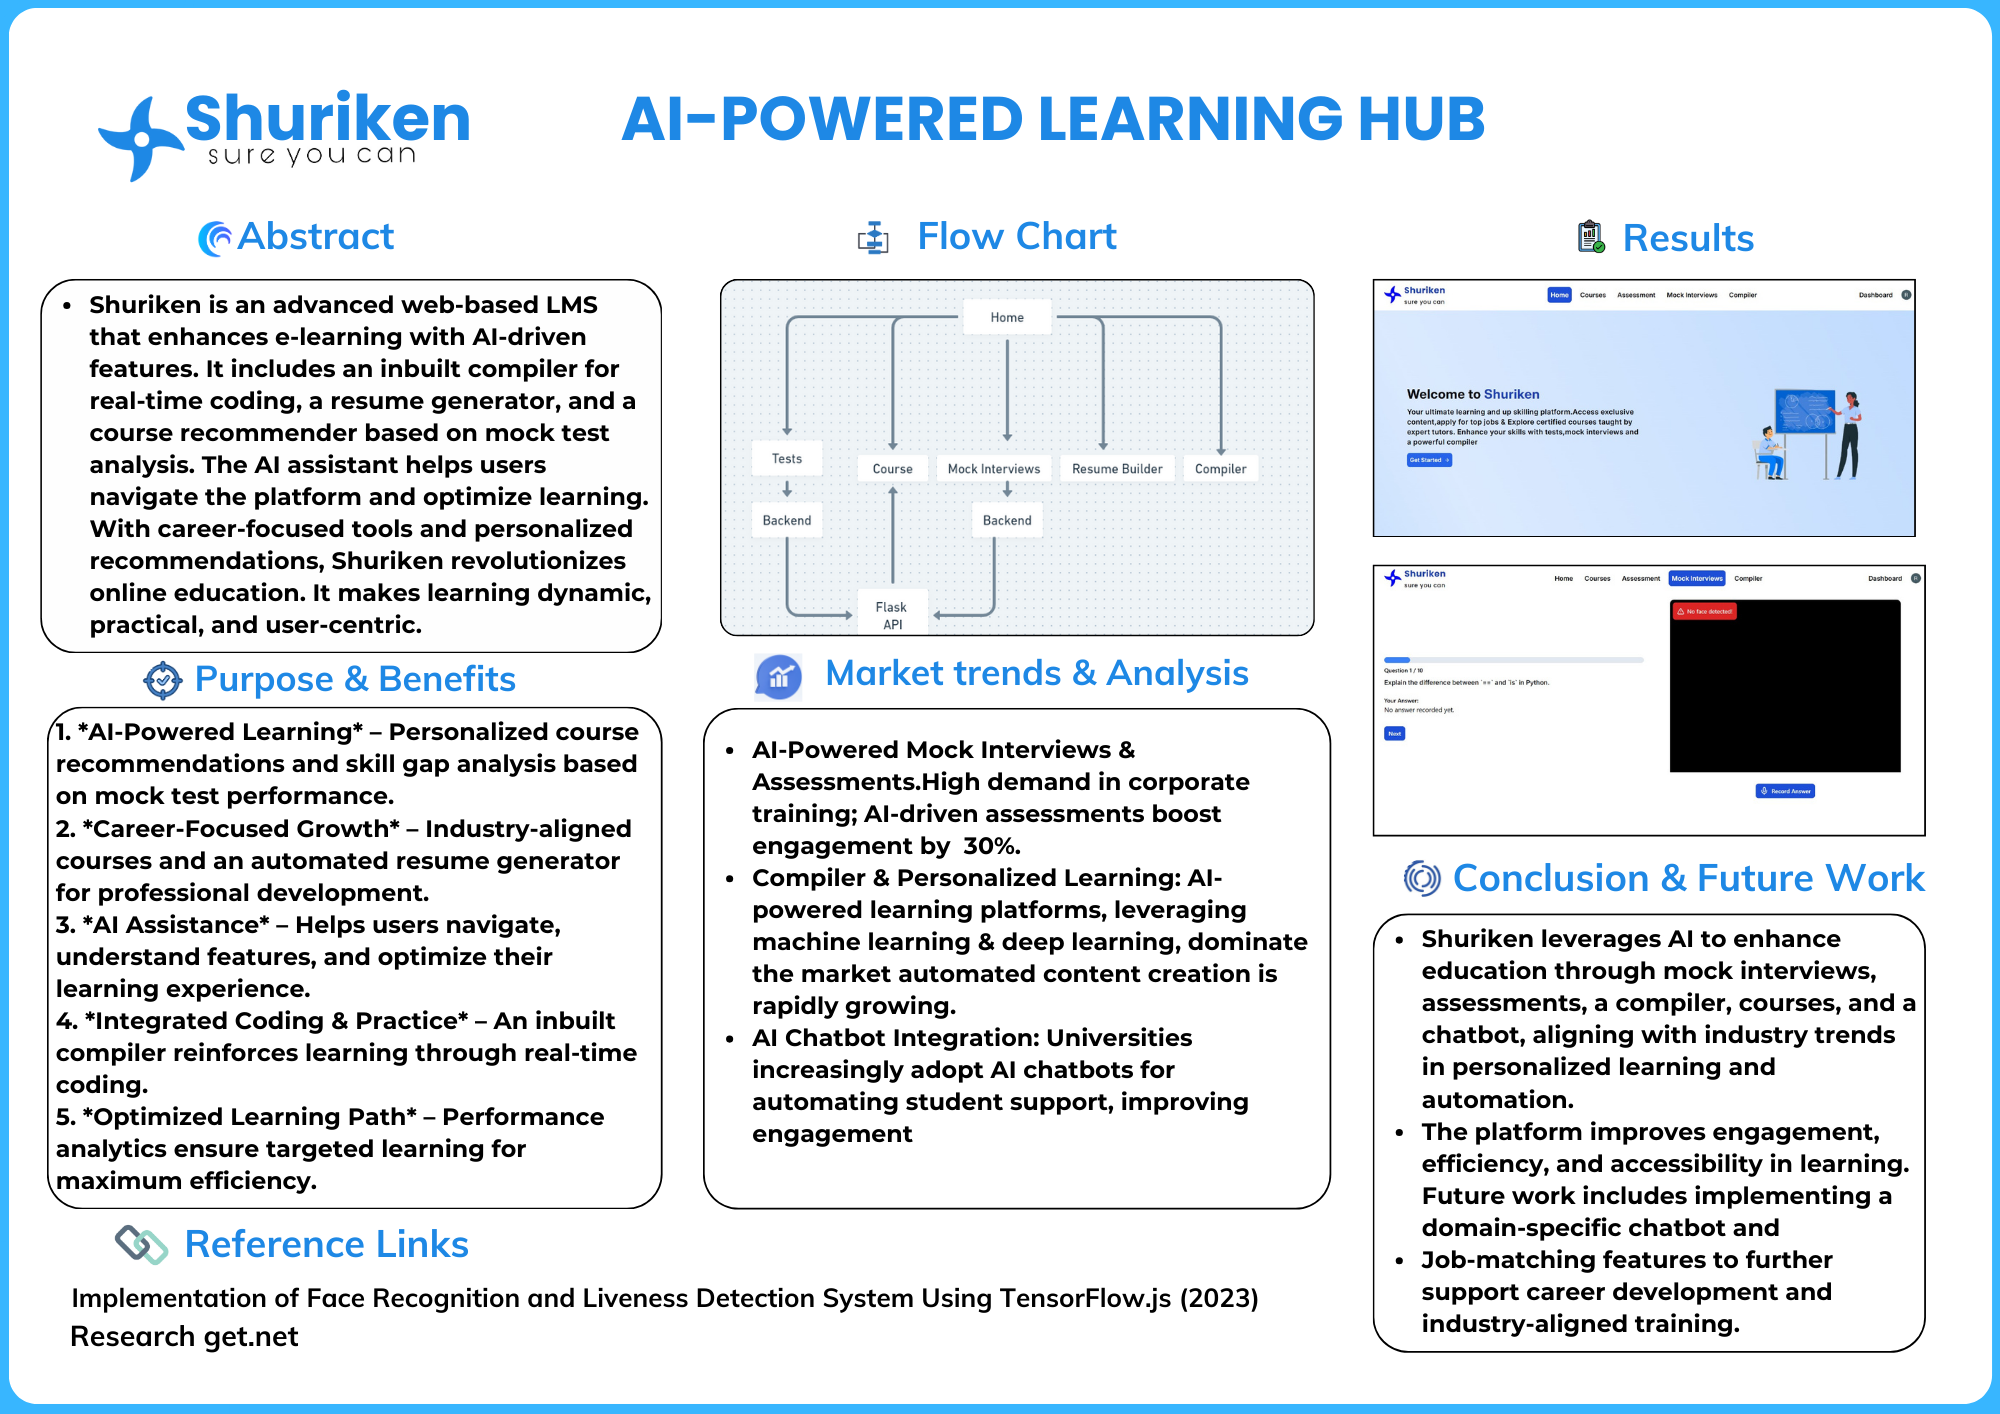 Shuriken
sure you can
AI-POWERED LEARNING HUB
Abstract
• Shuriken is an advanced web-based LMS
that enhances e-learning with AI-driven
features. It includes an inbuilt compiler for
real-time coding, a resume generator, and a
course recommender based on mock test
analysis. The AI assistant helps users
navigate the platform and optimize learning.
With career-focused tools and personalized
recommendations, Shuriken revolutionizes
online education. It makes learning dynamic,
practical, and user-centric.
Purpose & Benefits
1. *AI-Powered Learning* – Personalized course
recommendations and skill gap analysis based
on mock test performance.
2. *Career-Focused Growth* – Industry-aligned
courses and an automated resume generator
for professional development.
3. *AI Assistance* – Helps users navigate,
understand features, and optimize their
learning experience.
4. *Integrated Coding & Practice* – An inbuilt
compiler reinforces learning through real-time
coding.
5. *Optimized Learning Path* – Performance
analytics ensure targeted learning for
maximum efficiency.
Reference Links
Implementation of Face Recognition and Liveness Detection System Using TensorFlow.js (2023)
Research get.net
Flow Chart
Home
Tests
Course
Mock Interviews
Resume Builder
Compiler
Backend
Backend
Flask
API
Market trends & Analysis
• AI-Powered Mock Interviews &
Assessments.High demand in corporate
training; AI-driven assessments boost
engagement by  30%.
• Compiler & Personalized Learning: AI-
powered learning platforms, leveraging
machine learning & deep learning, dominate
the market automated content creation is
rapidly growing.
• AI Chatbot Integration: Universities
increasingly adopt AI chatbots for
automating student support, improving
engagement
Results
Shuriken
sure you can
Home Courses Assessment Mock Interviews Compiler Dashboard
Welcome to Shuriken
Your ultimate learning and up skilling platform.Access exclusive
content,apply for top jobs & Explore certified courses taught by
expert tutors. Enhance your skills with tests,mock interviews and
a powerful compiler
Get Started →
Shuriken
sure you can
Home Courses Assessment Mock Interviews Compiler Dashboard
No face detected!
Question 1 / 10
Explain the difference between `==` and `is` in Python.
Your Answer:
No answer recorded yet.
Next
Record Answer
Conclusion & Future Work
• Shuriken leverages AI to enhance
education through mock interviews,
assessments, a compiler, courses, and a
chatbot, aligning with industry trends
in personalized learning and
automation.
• The platform improves engagement,
efficiency, and accessibility in learning.
Future work includes implementing a
domain-specific chatbot and
• Job-matching features to further
support career development and
industry-aligned training.